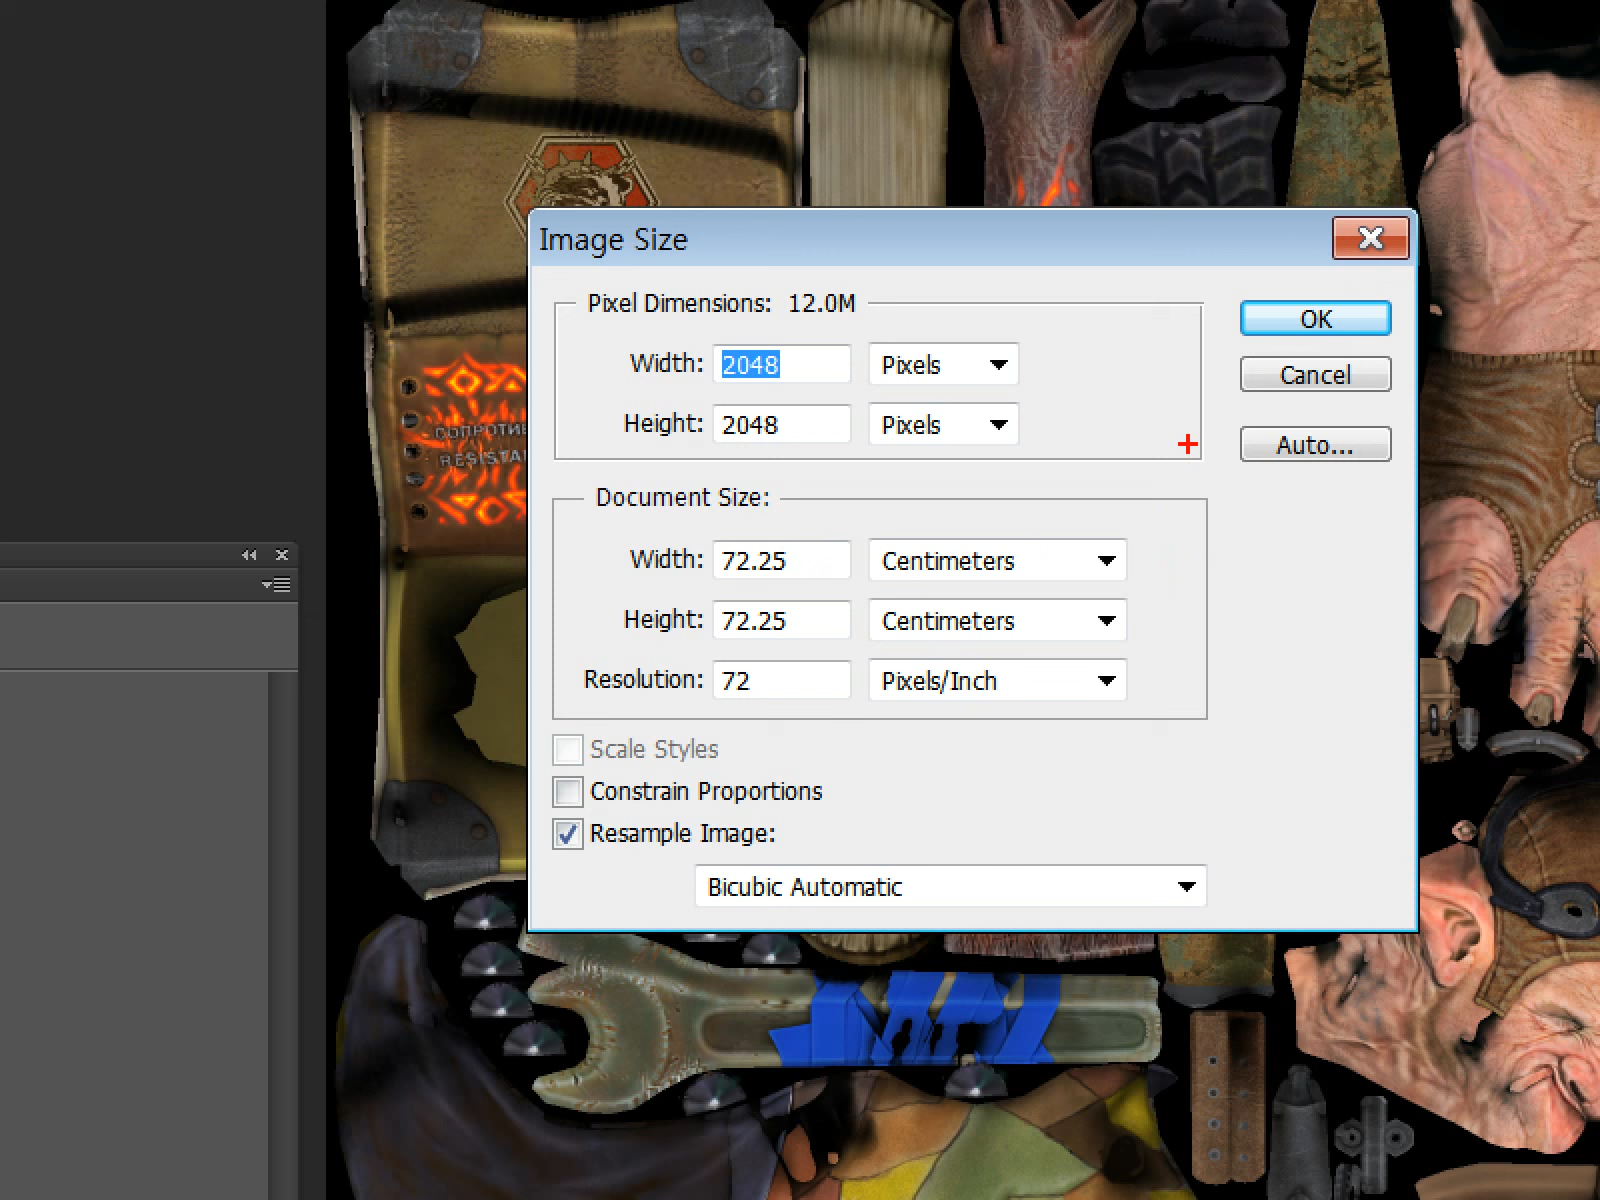 Image Size
Pixel Dimensions: 12.0M
OK
Width: 2048 Pixels
Cancel
Height: 2048 Pixels
Auto...
Document Size:
Width: 72.25 Centimeters
Height: 72.25 Centimeters
Resolution: 72 Pixels/Inch
Scale Styles
Constrain Proportions
Resample Image:
Bicubic Automatic